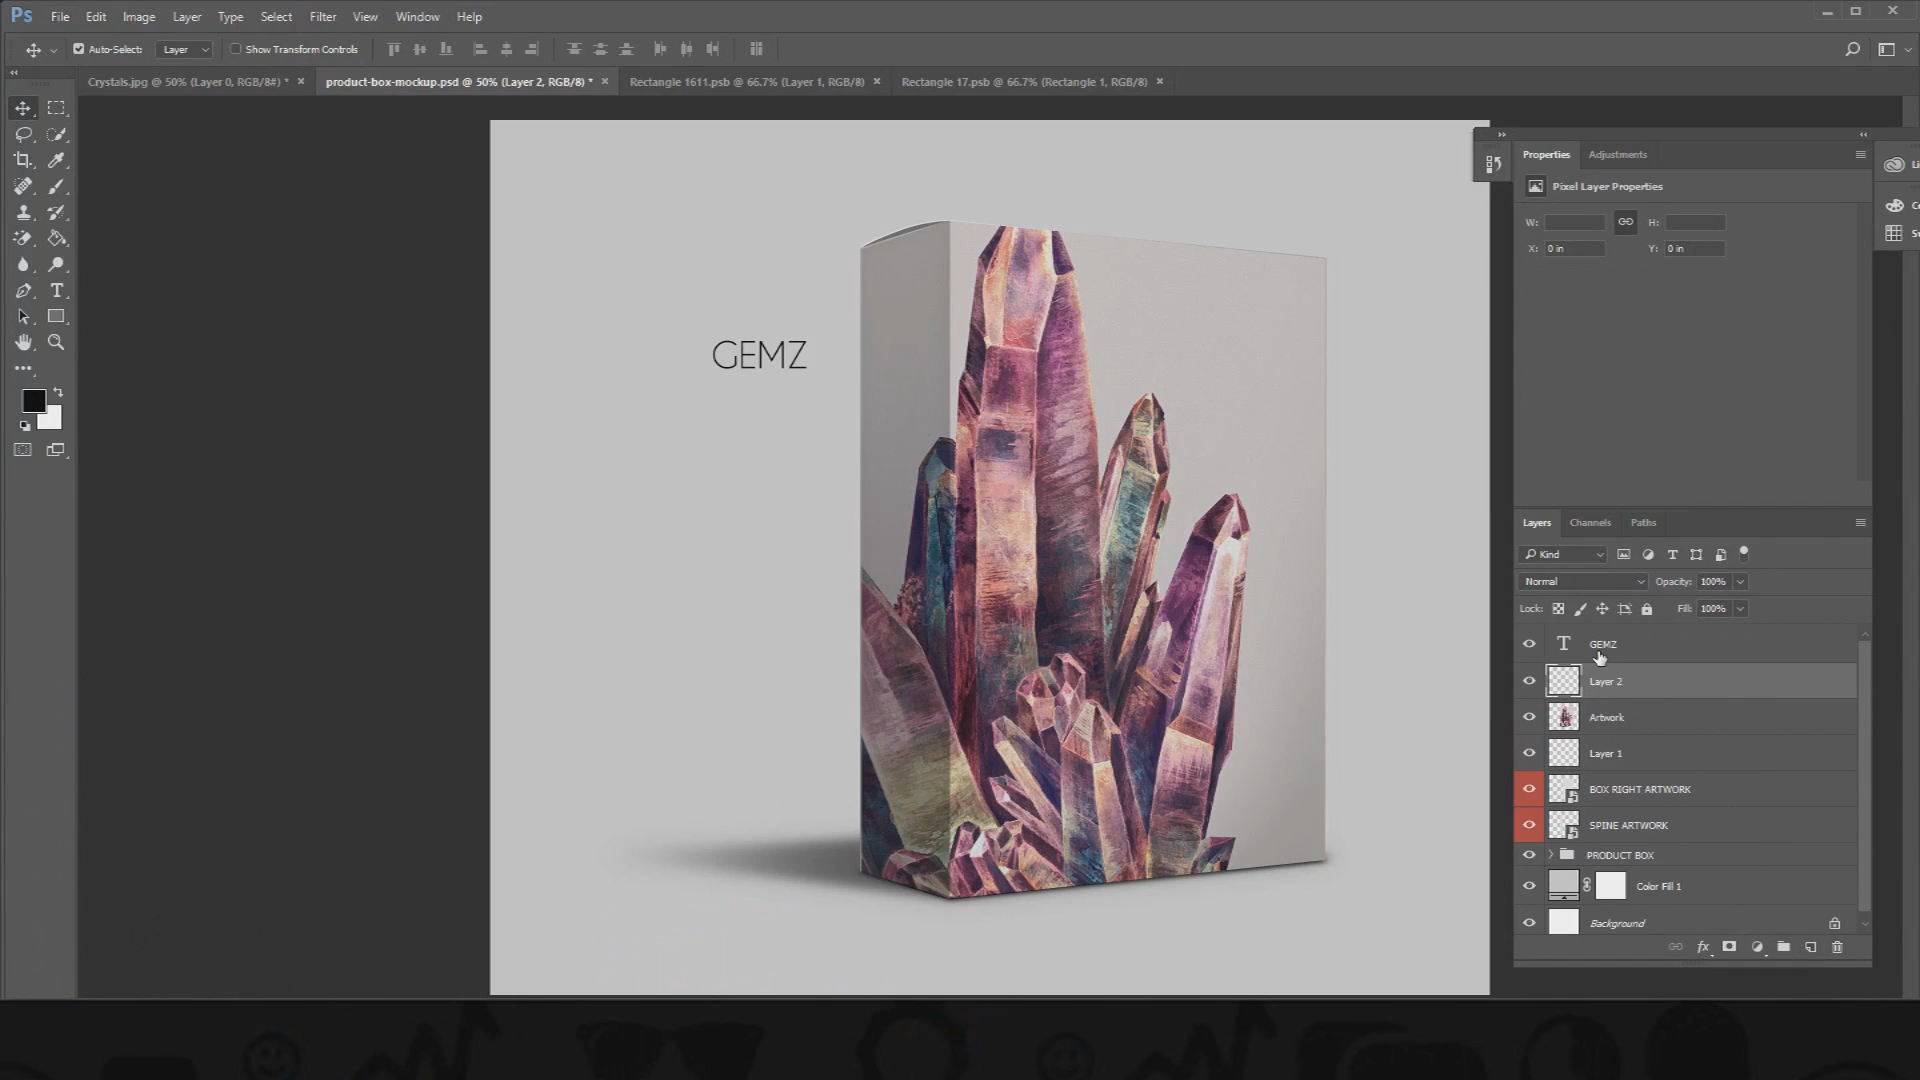 Ps File Edit Image Layer Type Select Filter View Window Help
Auto-Select: Layer Show Transform Controls
Crystals.jpg @ 50% (Layer 0, RGB/8#) * × product-box-mockup.psd @ 50% (Layer 2, RGB/8) * × Rectangle 1611.psb @ 66.7% (Layer 1, RGB/8) × Rectangle 17.psb @ 66.7% (Rectangle 1, RGB/8) ×
Properties Adjustments
Pixel Layer Properties
W: H:
X: 0 in Y: 0 in
GEMZ
Layers Channels Paths
Kind
Normal Opacity: 100%
Lock: Fill: 100%
T GEMZ
Layer 2
Artwork
Layer 1
BOX RIGHT ARTWORK
SPINE ARTWORK
PRODUCT BOX
Color Fill 1
Background
fx